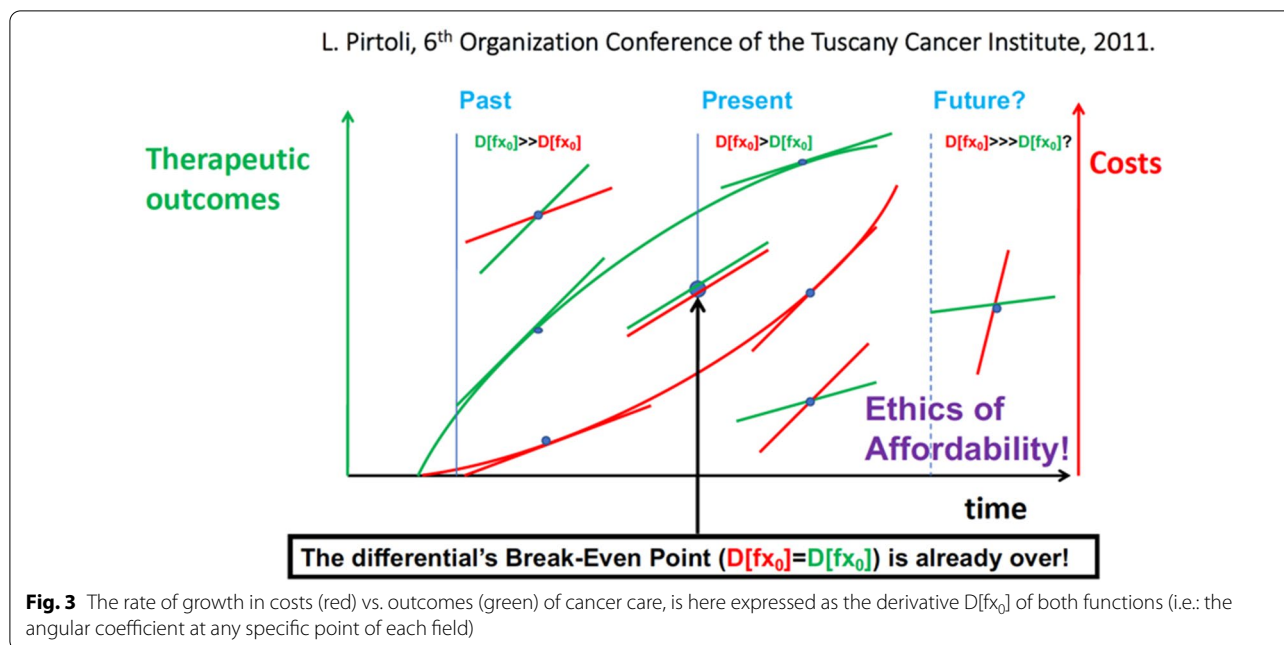 L. Pirtoli, 6th Organization Conference of the Tuscany Cancer Institute, 2011.
Past
Present
Future?
D[fx₀]>>D[fx₀]
D[fx₀]>D[fx₀]
D[fx₀]>>>D[fx₀]?
Therapeutic
outcomes
Costs
Ethics of
Affordability!
time
The differential's Break-Even Point (D[fx₀]=D[fx₀]) is already over!
Fig. 3 The rate of growth in costs (red) vs. outcomes (green) of cancer care, is here expressed as the derivative D[fx₀] of both functions (i.e.: the
angular coefficient at any specific point of each field)